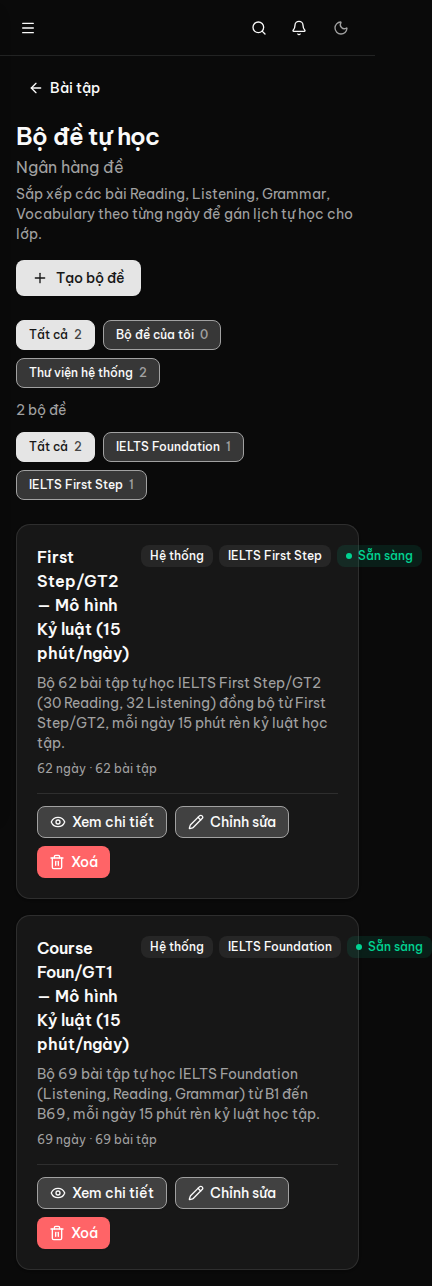 Bài tập
Bộ đề tự học
Ngân hàng đề
Sắp xếp các bài Reading, Listening, Grammar,
Vocabulary theo từng ngày để gán lịch tự học cho
lớp.
Tạo bộ đề
Tất cả 2 Bộ đề của tôi 0
Thư viện hệ thống 2
2 bộ đề
Tất cả 2 IELTS Foundation 1
IELTS First Step 1
First
Step/GT2
– Mô hình
Kỷ luật (15
phút/ngày)
Hệ thống IELTS First Step Sẵn sàng
Bộ 62 bài tập tự học IELTS First Step/GT2
(30 Reading, 32 Listening) đồng bộ từ First
Step/GT2, mỗi ngày 15 phút rèn kỷ luật học
tập.
62 ngày · 62 bài tập
Xem chi tiết Chỉnh sửa
Xoá
Course
Foun/GT1
– Mô hình
Kỷ luật (15
phút/ngày)
Hệ thống IELTS Foundation Sẵn sàng
Bộ 69 bài tập tự học IELTS Foundation
(Listening, Reading, Grammar) từ B1 đến
B69, mỗi ngày 15 phút rèn kỷ luật học tập.
69 ngày · 69 bài tập
Xem chi tiết Chỉnh sửa
Xoá